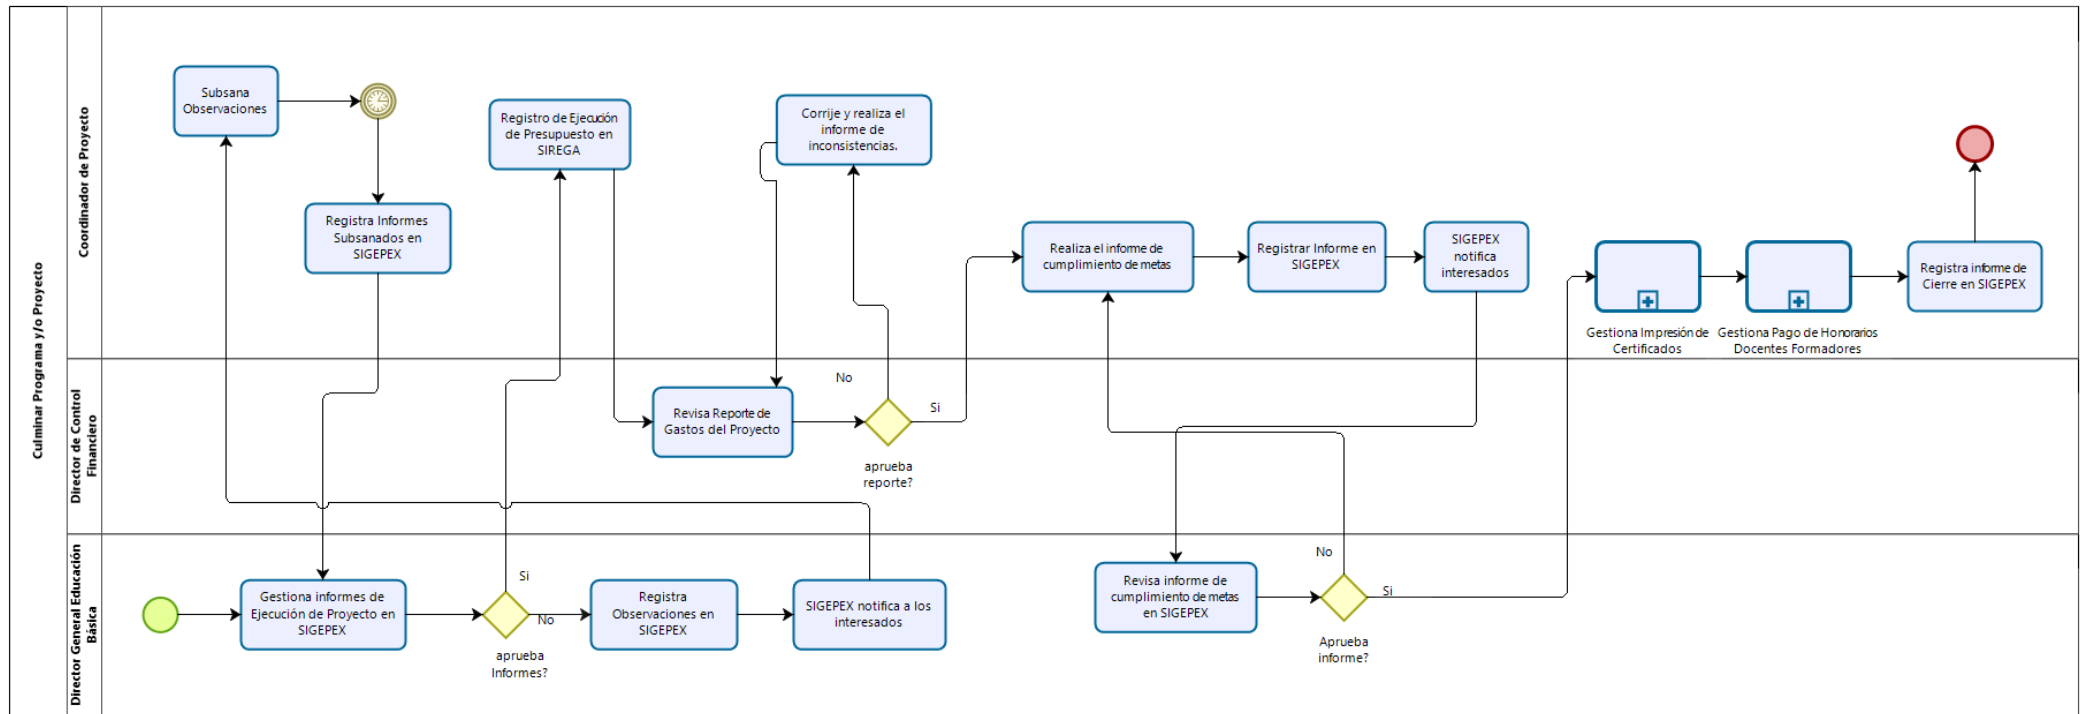 Culminar Programa y/o Proyecto
Coordinador de Proyecto
Subsana
Observaciones
Registra Informes
Subsanados en
SIGEPEX
Registro de Ejecución
de Presupuesto en
SIREGA
Corrije y realiza el
informe de
inconsistencias.
Realiza el informe de
cumplimiento de metas
Registrar Informe en
SIGEPEX
SIGEPEX
notifica
interesados
Gestiona Impresión de
Certificados
Gestiona Pago de Honorarios
Docentes Formadores
Registra informe de
Cierre en SIGEPEX
Director de Control
Financiero
Revisa Reporte de
Gastos del Proyecto
No
Si
aprueba
reporte?
Director General Educación
Básica
Gestiona informes de
Ejecución de Proyecto en
SIGEPEX
Si
No
aprueba
Informes?
Registra
Observaciones en
SIGEPEX
SIGEPEX notifica a los
interesados
Revisa informe de
cumplimiento de metas
en SIGEPEX
No
Si
Aprueba
informe?